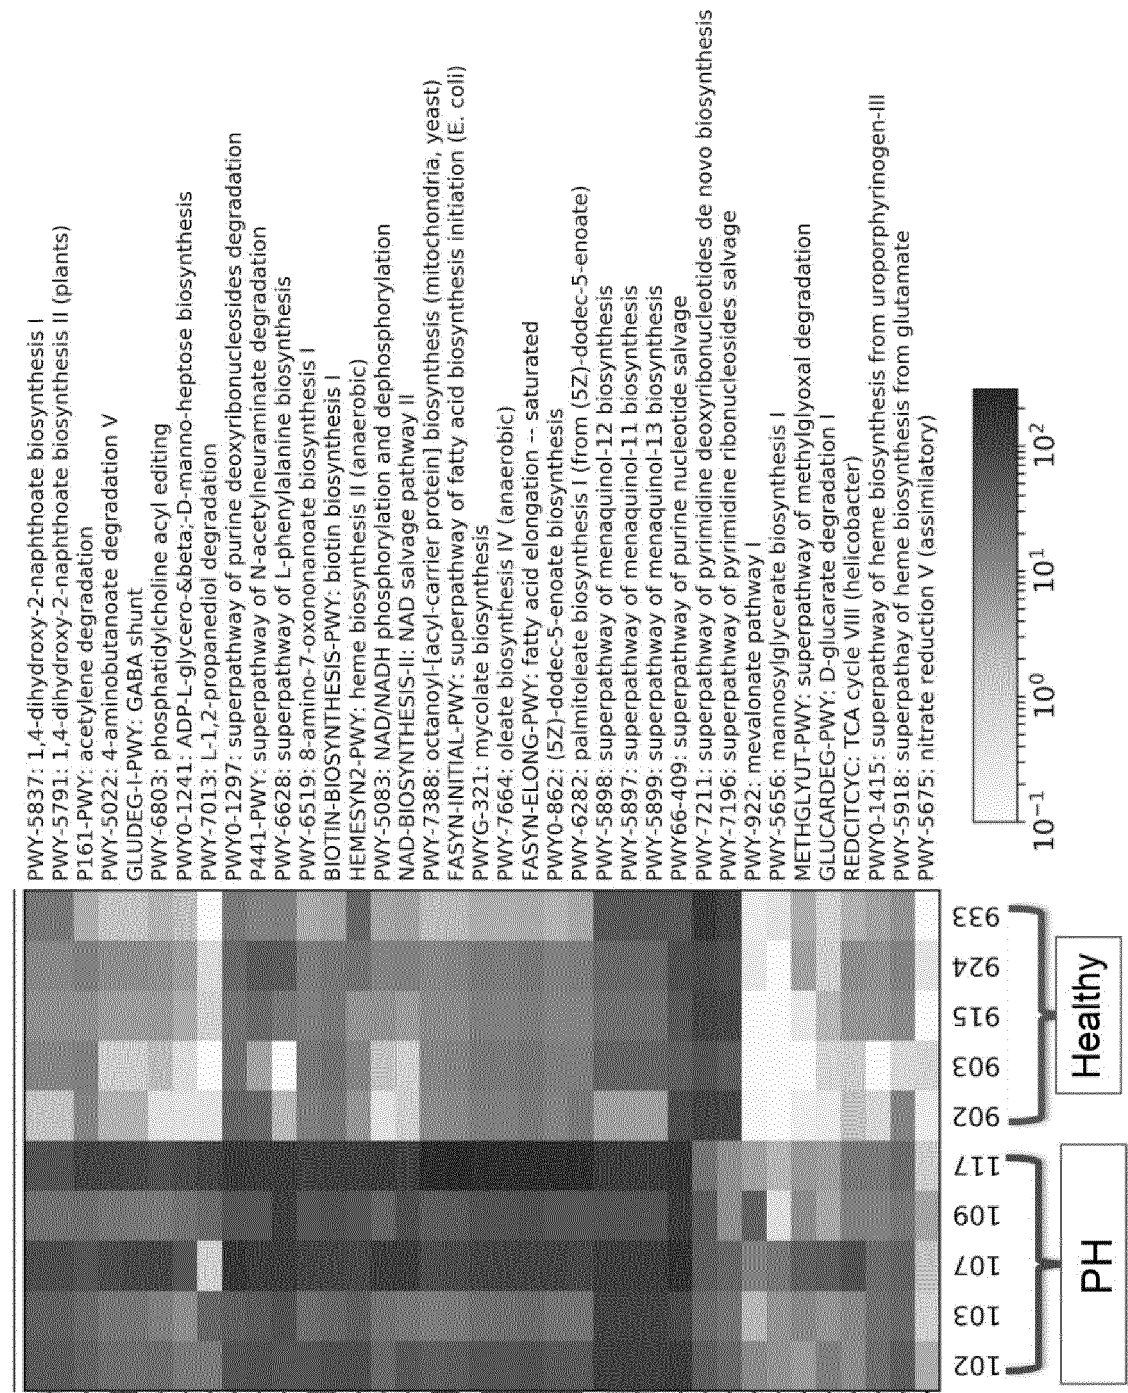 PWY-5837: 1,4-dihydroxy-2-naphthoate biosynthesis I
PWY-5791: 1,4-dihydroxy-2-naphthoate biosynthesis II (plants)
P161-PWY: acetylene degradation
PWY-5022: 4-aminobutanoate degradation V
GLUDEG-I-PWY: GABA shunt
PWY-6803: phosphatidylcholine acyl editing
PWY0-1241: ADP-L-glycero-&beta;-D-manno-heptose biosynthesis
PWY-7013: L-1,2-propanediol degradation
PWY0-1297: superpathway of purine deoxyribonucleosides degradation
P441-PWY: superpathway of N-acetylneuraminate degradation
PWY-6628: superpathway of L-phenylalanine biosynthesis
PWY-6519: 8-amino-7-oxononanoate biosynthesis I
BIOTIN-BIOSYNTHESIS-PWY: biotin biosynthesis I
HEMESYN2-PWY: heme biosynthesis II (anaerobic)
PWY-5083: NAD/NADH phosphorylation and dephosphorylation
NAD-BIOSYNTHESIS-II: NAD salvage pathway II
PWY-7388: octanoyl-[acyl-carrier protein] biosynthesis (mitochondria, yeast)
FASYN-INITIAL-PWY: superpathway of fatty acid biosynthesis initiation (E. coli)
PWYG-321: mycolate biosynthesis
PWY-7664: oleate biosynthesis IV (anaerobic)
FASYN-ELONG-PWY: fatty acid elongation -- saturated
PWY0-862: (5Z)-dodec-5-enoate biosynthesis
PWY-6282: palmitoleate biosynthesis I (from (5Z)-dodec-5-enoate)
PWY-5898: superpathway of menaquinol-12 biosynthesis
PWY-5897: superpathway of menaquinol-11 biosynthesis
PWY-5899: superpathway of menaquinol-13 biosynthesis
PWY66-409: superpathway of purine nucleotide salvage
PWY-7211: superpathway of pyrimidine deoxyribonucleotides de novo biosynthesis
PWY-7196: superpathway of pyrimidine ribonucleosides salvage
PWY-922: mevalonate pathway I
PWY-5656: mannosylglycerate biosynthesis I
METHGLYUT-PWY: superpathway of methylglyoxal degradation
GLUCARDEG-PWY: D-glucarate degradation I
REDCITCYC: TCA cycle VIII (helicobacter)
PWY0-1415: superpathway of heme biosynthesis from uroporphyrinogen-III
PWY-5918: superpathay of heme biosynthesis from glutamate
PWY-5675: nitrate reduction V (assimilatory)
102 103 107 109 117 902 903 915 924 933
PH Healthy
10⁻¹ 10⁰ 10¹ 10²